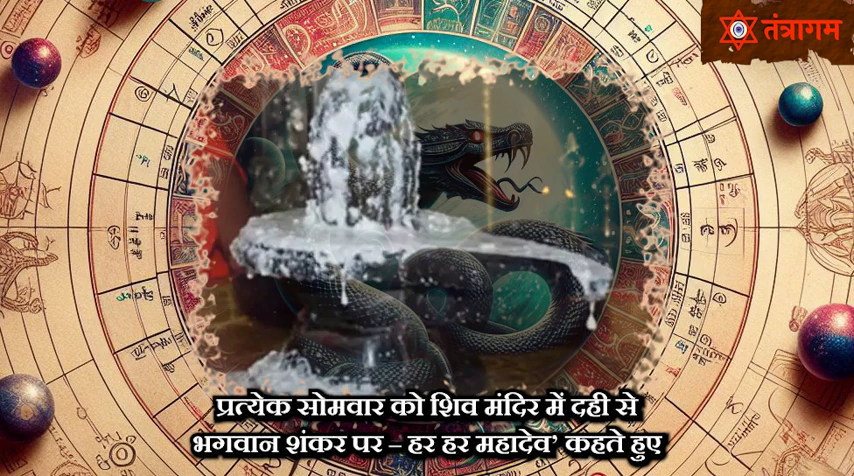 तंत्रागम
प्रत्येक सोमवार को शिव मंदिर में दही से
भगवान शंकर पर – हर हर महादेव’ कहते हुए